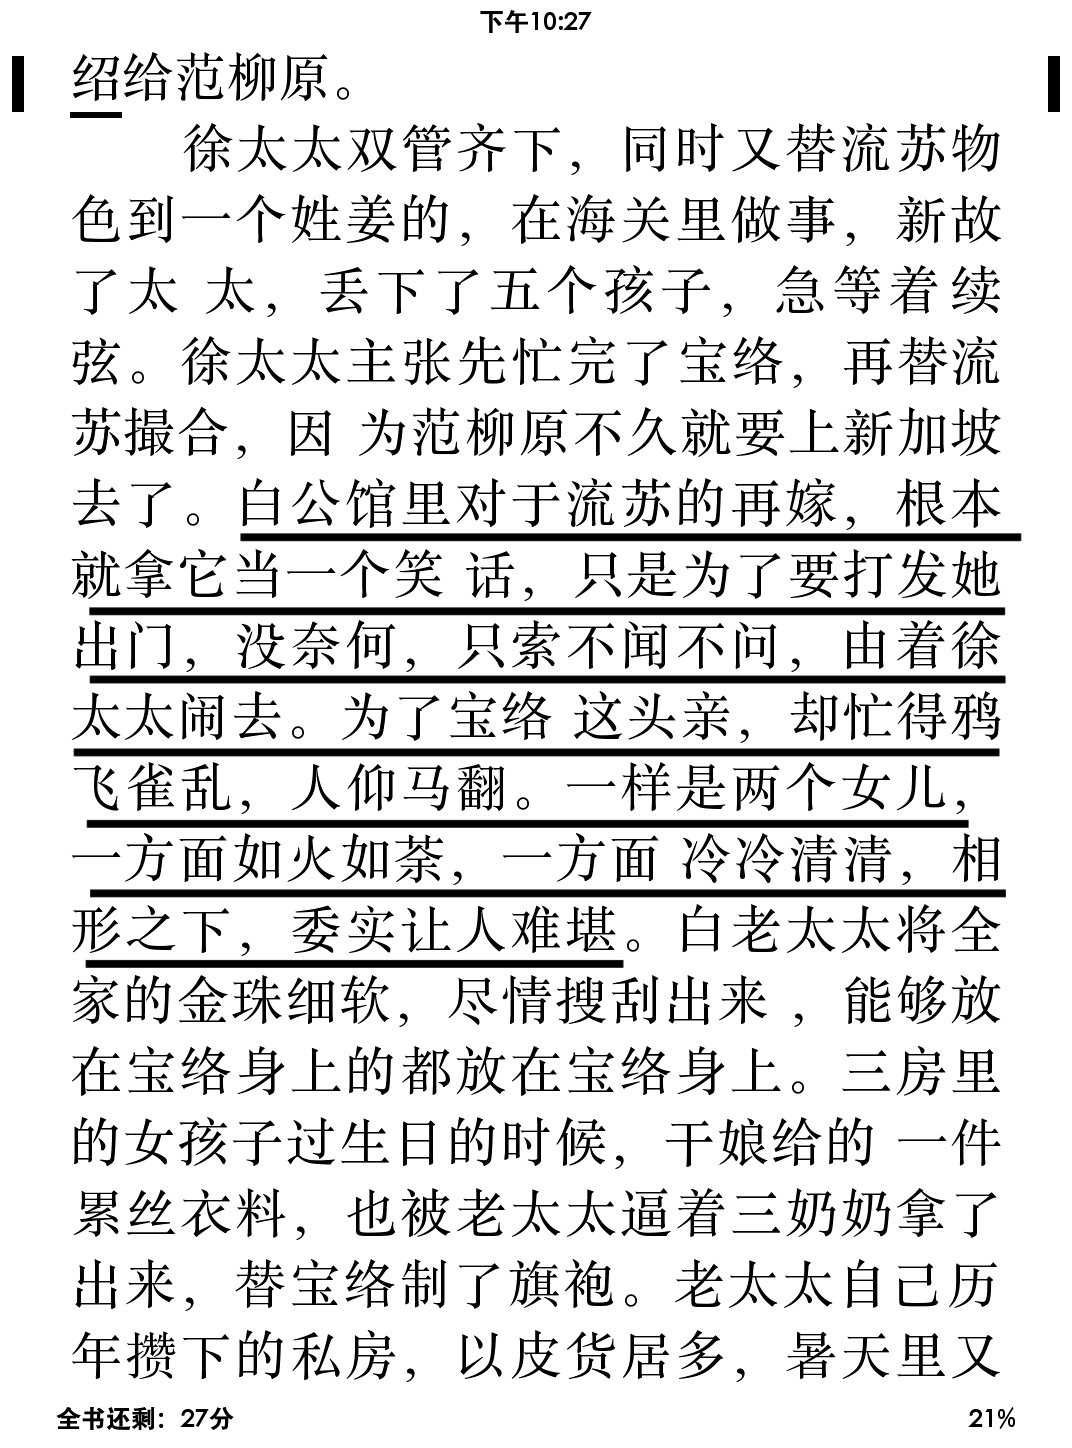 下午10:27
绍给范柳原。
徐太太双管齐下，同时又替流苏物
色到一个姓姜的，在海关里做事，新故
了太 太，丢下了五个孩子，急等着续
弦。徐太太主张先忙完了宝络，再替流
苏撮合，因 为范柳原不久就要上新加坡
去了。白公馆里对于流苏的再嫁，根本
就拿它当一个笑 话，只是为了要打发她
出门，没奈何，只索不闻不问，由着徐
太太闹去。为了宝络 这头亲，却忙得鸦
飞雀乱，人仰马翻。一样是两个女儿，
一方面如火如荼，一方面 冷冷清清，相
形之下，委实让人难堪。白老太太将全
家的金珠细软，尽情搜刮出来 ，能够放
在宝络身上的都放在宝络身上。三房里
的女孩子过生日的时候，干娘给的 一件
累丝衣料，也被老太太逼着三奶奶拿了
出来，替宝络制了旗袍。老太太自己历
年攒下的私房，以皮货居多，暑天里又
全书还剩：27分
21%